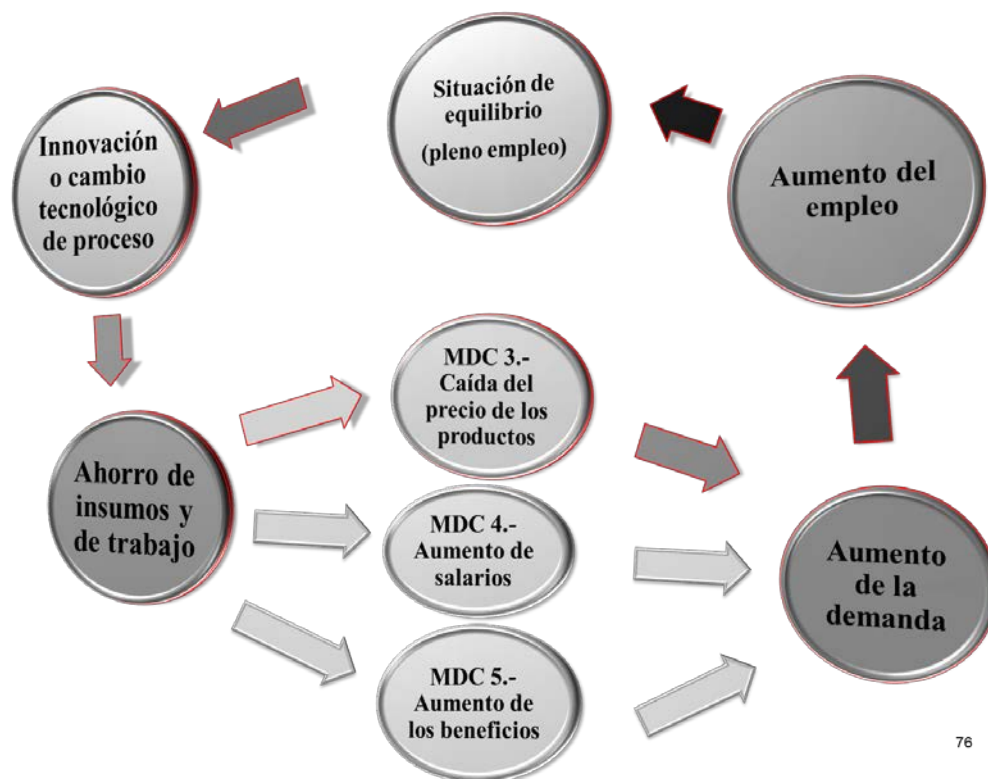 Situación de
equilibrio
(pleno empleo)
Innovación
o cambio
tecnológico
de proceso
Aumento del
empleo
MDC 3.-
Caída del
precio de los
productos
Ahorro de
insumos y
de trabajo
MDC 4.-
Aumento de
salarios
Aumento
de la
demanda
MDC 5.-
Aumento de
los beneficios
76